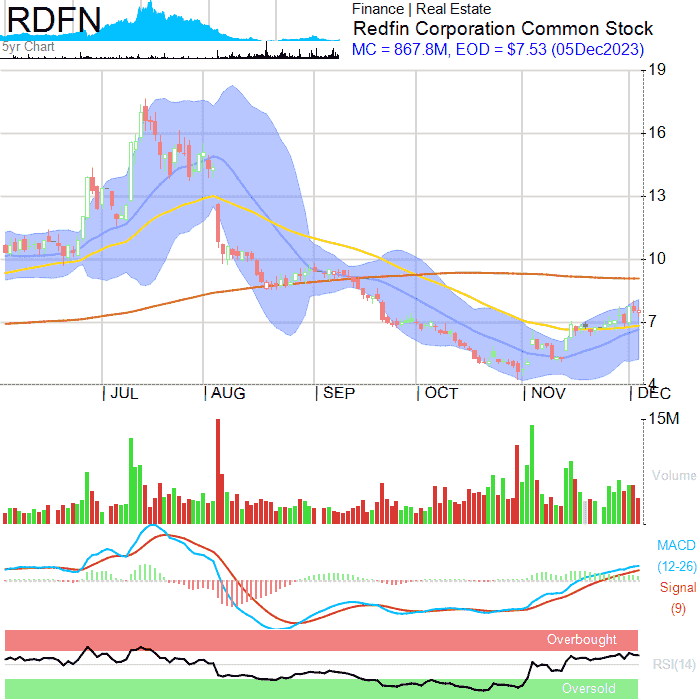 RDFN
5yr Chart
Finance | Real Estate
Redfin Corporation Common Stock
MC = 867.8M, EOD = $7.53 (05Dec2023)
19
16
13
10
7
4
| JUL | AUG | SEP | OCT | NOV | DEC
15M
Volume
MACD
(12-26)
Signal
(9)
Overbought
RSI(14)
Oversold